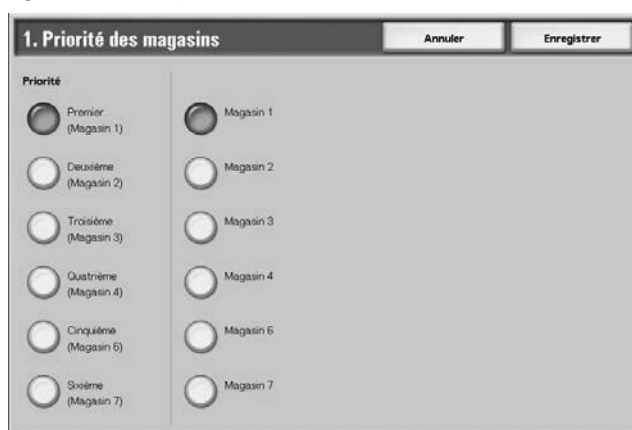 1. Priorité des magasins
Annuler
Enregistrer
Priorité
Premier
(Magasin 1)
Deuxième
(Magasin 2)
Troisième
(Magasin 3)
Quatrième
(Magasin 4)
Cinquième
(Magasin 6)
Sixième
(Magasin 7)
Magasin 1
Magasin 2
Magasin 3
Magasin 4
Magasin 6
Magasin 7